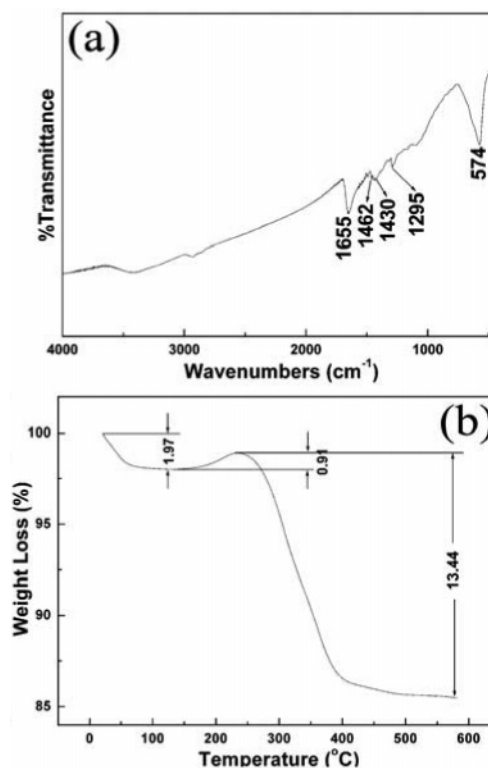 (a)
%Transmittance
1655
1462
1430
1295
574
4000 3000 2000 1000
Wavenumbers (cm⁻¹)
(b)
100
95
90
85
Weight Loss (%)
1.97
0.91
13.44
0 100 200 300 400 500 600
Temperature (°C)